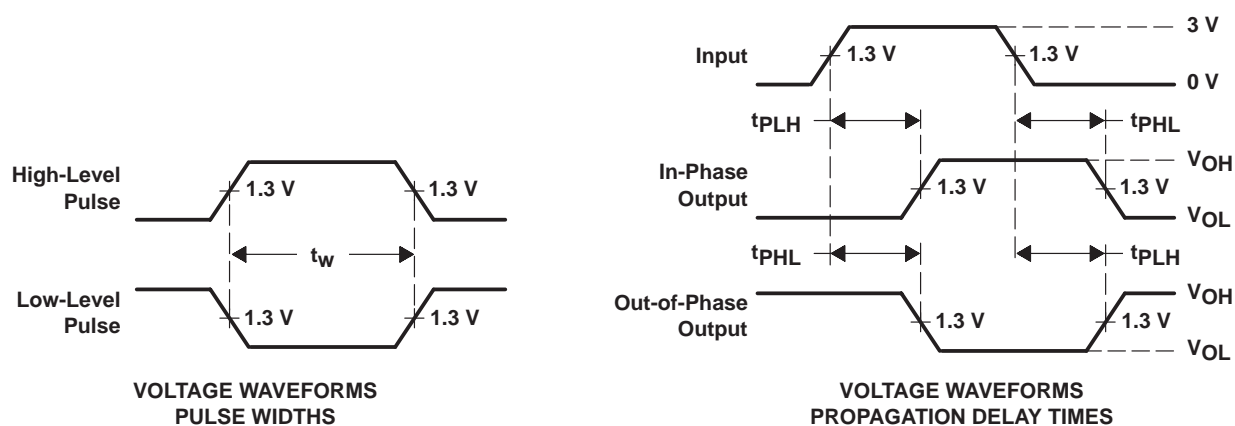 High-Level
Pulse
1.3 V
1.3 V
tw
Low-Level
Pulse
1.3 V
1.3 V
VOLTAGE WAVEFORMS
PULSE WIDTHS
Input
1.3 V
1.3 V
3 V
0 V
tPLH
tPHL
In-Phase
Output
1.3 V
1.3 V
VOH
VOL
tPHL
tPLH
Out-of-Phase
Output
1.3 V
1.3 V
VOH
VOL
VOLTAGE WAVEFORMS
PROPAGATION DELAY TIMES